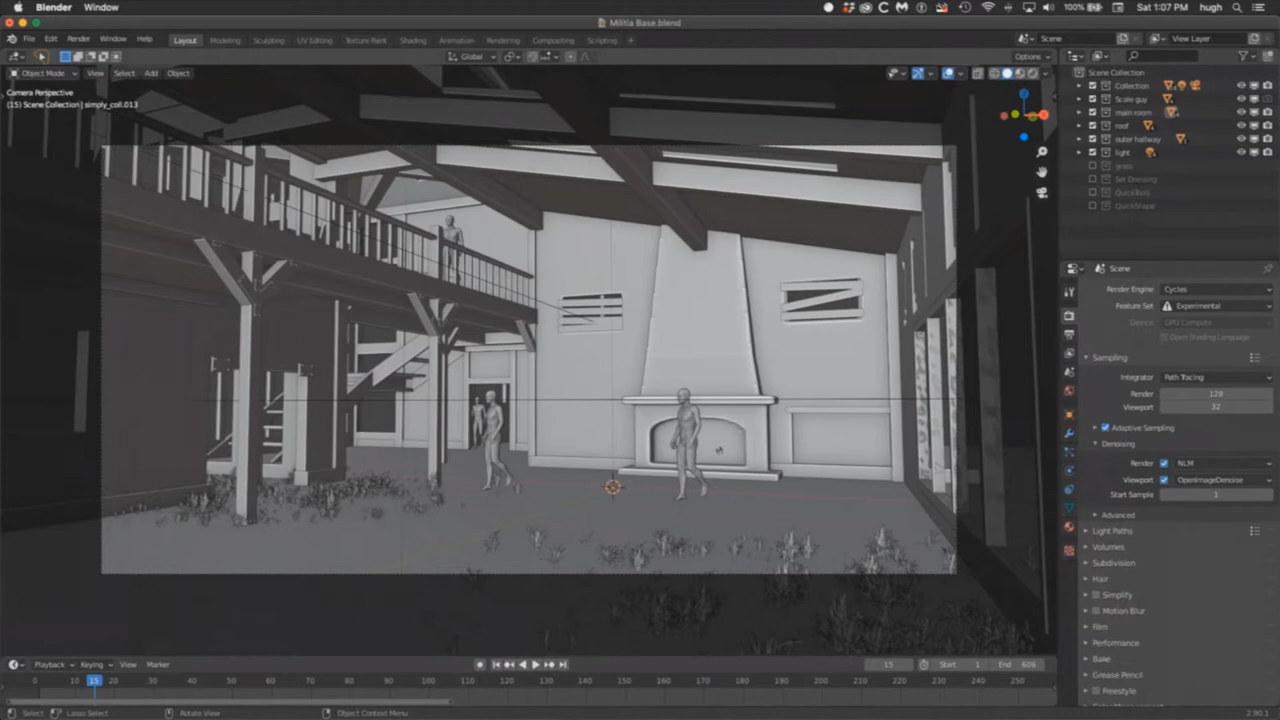 Blender Window
100% Sat 1:07 PM hugh
Militia Base.blend
File Edit Render Window Help
Layout Modeling Sculpting UV Editing Texture Paint Shading Animation Rendering Compositing Scripting +
Scene
View Layer
Global
Options
Object Mode View Select Add Object
Camera Perspective
(15) Scene Collection | simply_coll.013
Scene Collection
Collection
Scale guy
main room
roof
outer hallway
light
grass
Set Dressing
QuickTools
QuickShape
Scene
Render Engine Cycles
Feature Set Experimental
Device GPU Compute
Open Shading Language
Sampling
Integrator Path Tracing
Render 128
Viewport 32
Adaptive Sampling
Denoising
Render NLM
Viewport OpenImageDenoise
Start Sample 1
Advanced
Light Paths
Volumes
Subdivision
Hair
Simplify
Motion Blur
Film
Performance
Bake
Grease Pencil
Freestyle
Playback Keying View Marker
15 Start 1 End 606
0 10 15 20 30 40 50 60 70 80 90 100 110 120 130 140 150 160 170 180 190 200 210 220 230 240 250
Select Lasso Select Rotate View Object Context Menu
2.90.1